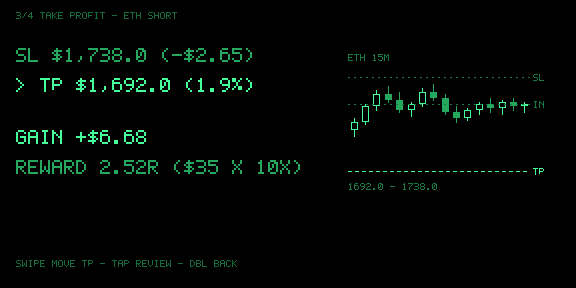 3/4 TAKE PROFIT - ETH SHORT
SL $1,738.0 (-$2.65)
> TP $1,692.0 (1.9%)
GAIN +$6.68
REWARD 2.52R ($35 X 10X)
ETH 15M
SL
IN
TP
1692.0 - 1738.0
SWIPE MOVE TP - TAP REVIEW - DBL BACK